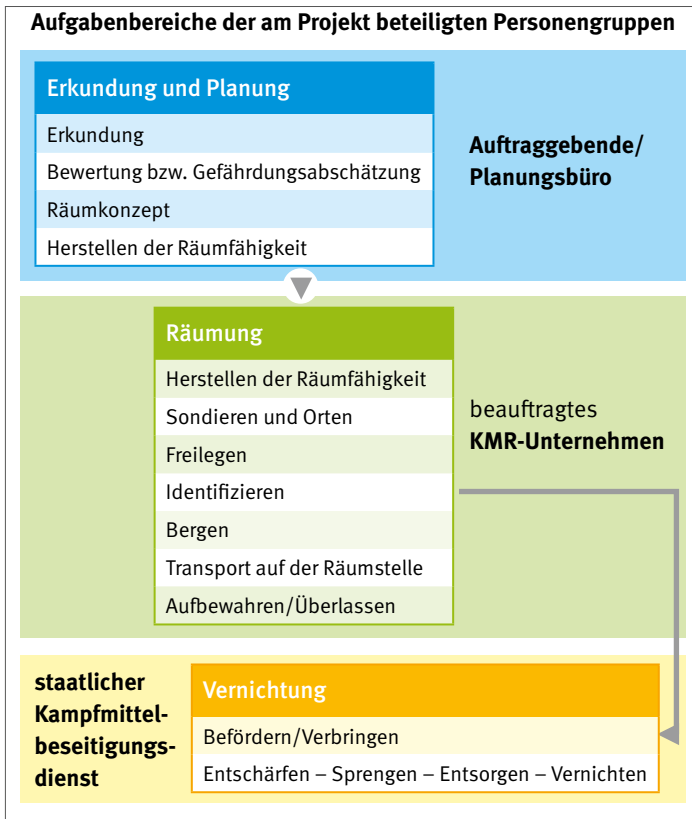 Aufgabenbereiche der am Projekt beteiligten Personengruppen
Erkundung und Planung
Erkundung
Bewertung bzw. Gefährdungsabschätzung
Räumkonzept
Herstellen der Räumfähigkeit
Auftraggebende/
Planungsbüro
Räumung
Herstellen der Räumfähigkeit
Sondieren und Orten
Freilegen
Identifizieren
Bergen
Transport auf der Räumstelle
Aufbewahren/Überlassen
beauftragtes
KMR-Unternehmen
staatlicher
Kampfmittel-
beseitigungs-
dienst
Vernichtung
Befördern/Verbringen
Entschärfen – Sprengen – Entsorgen – Vernichten